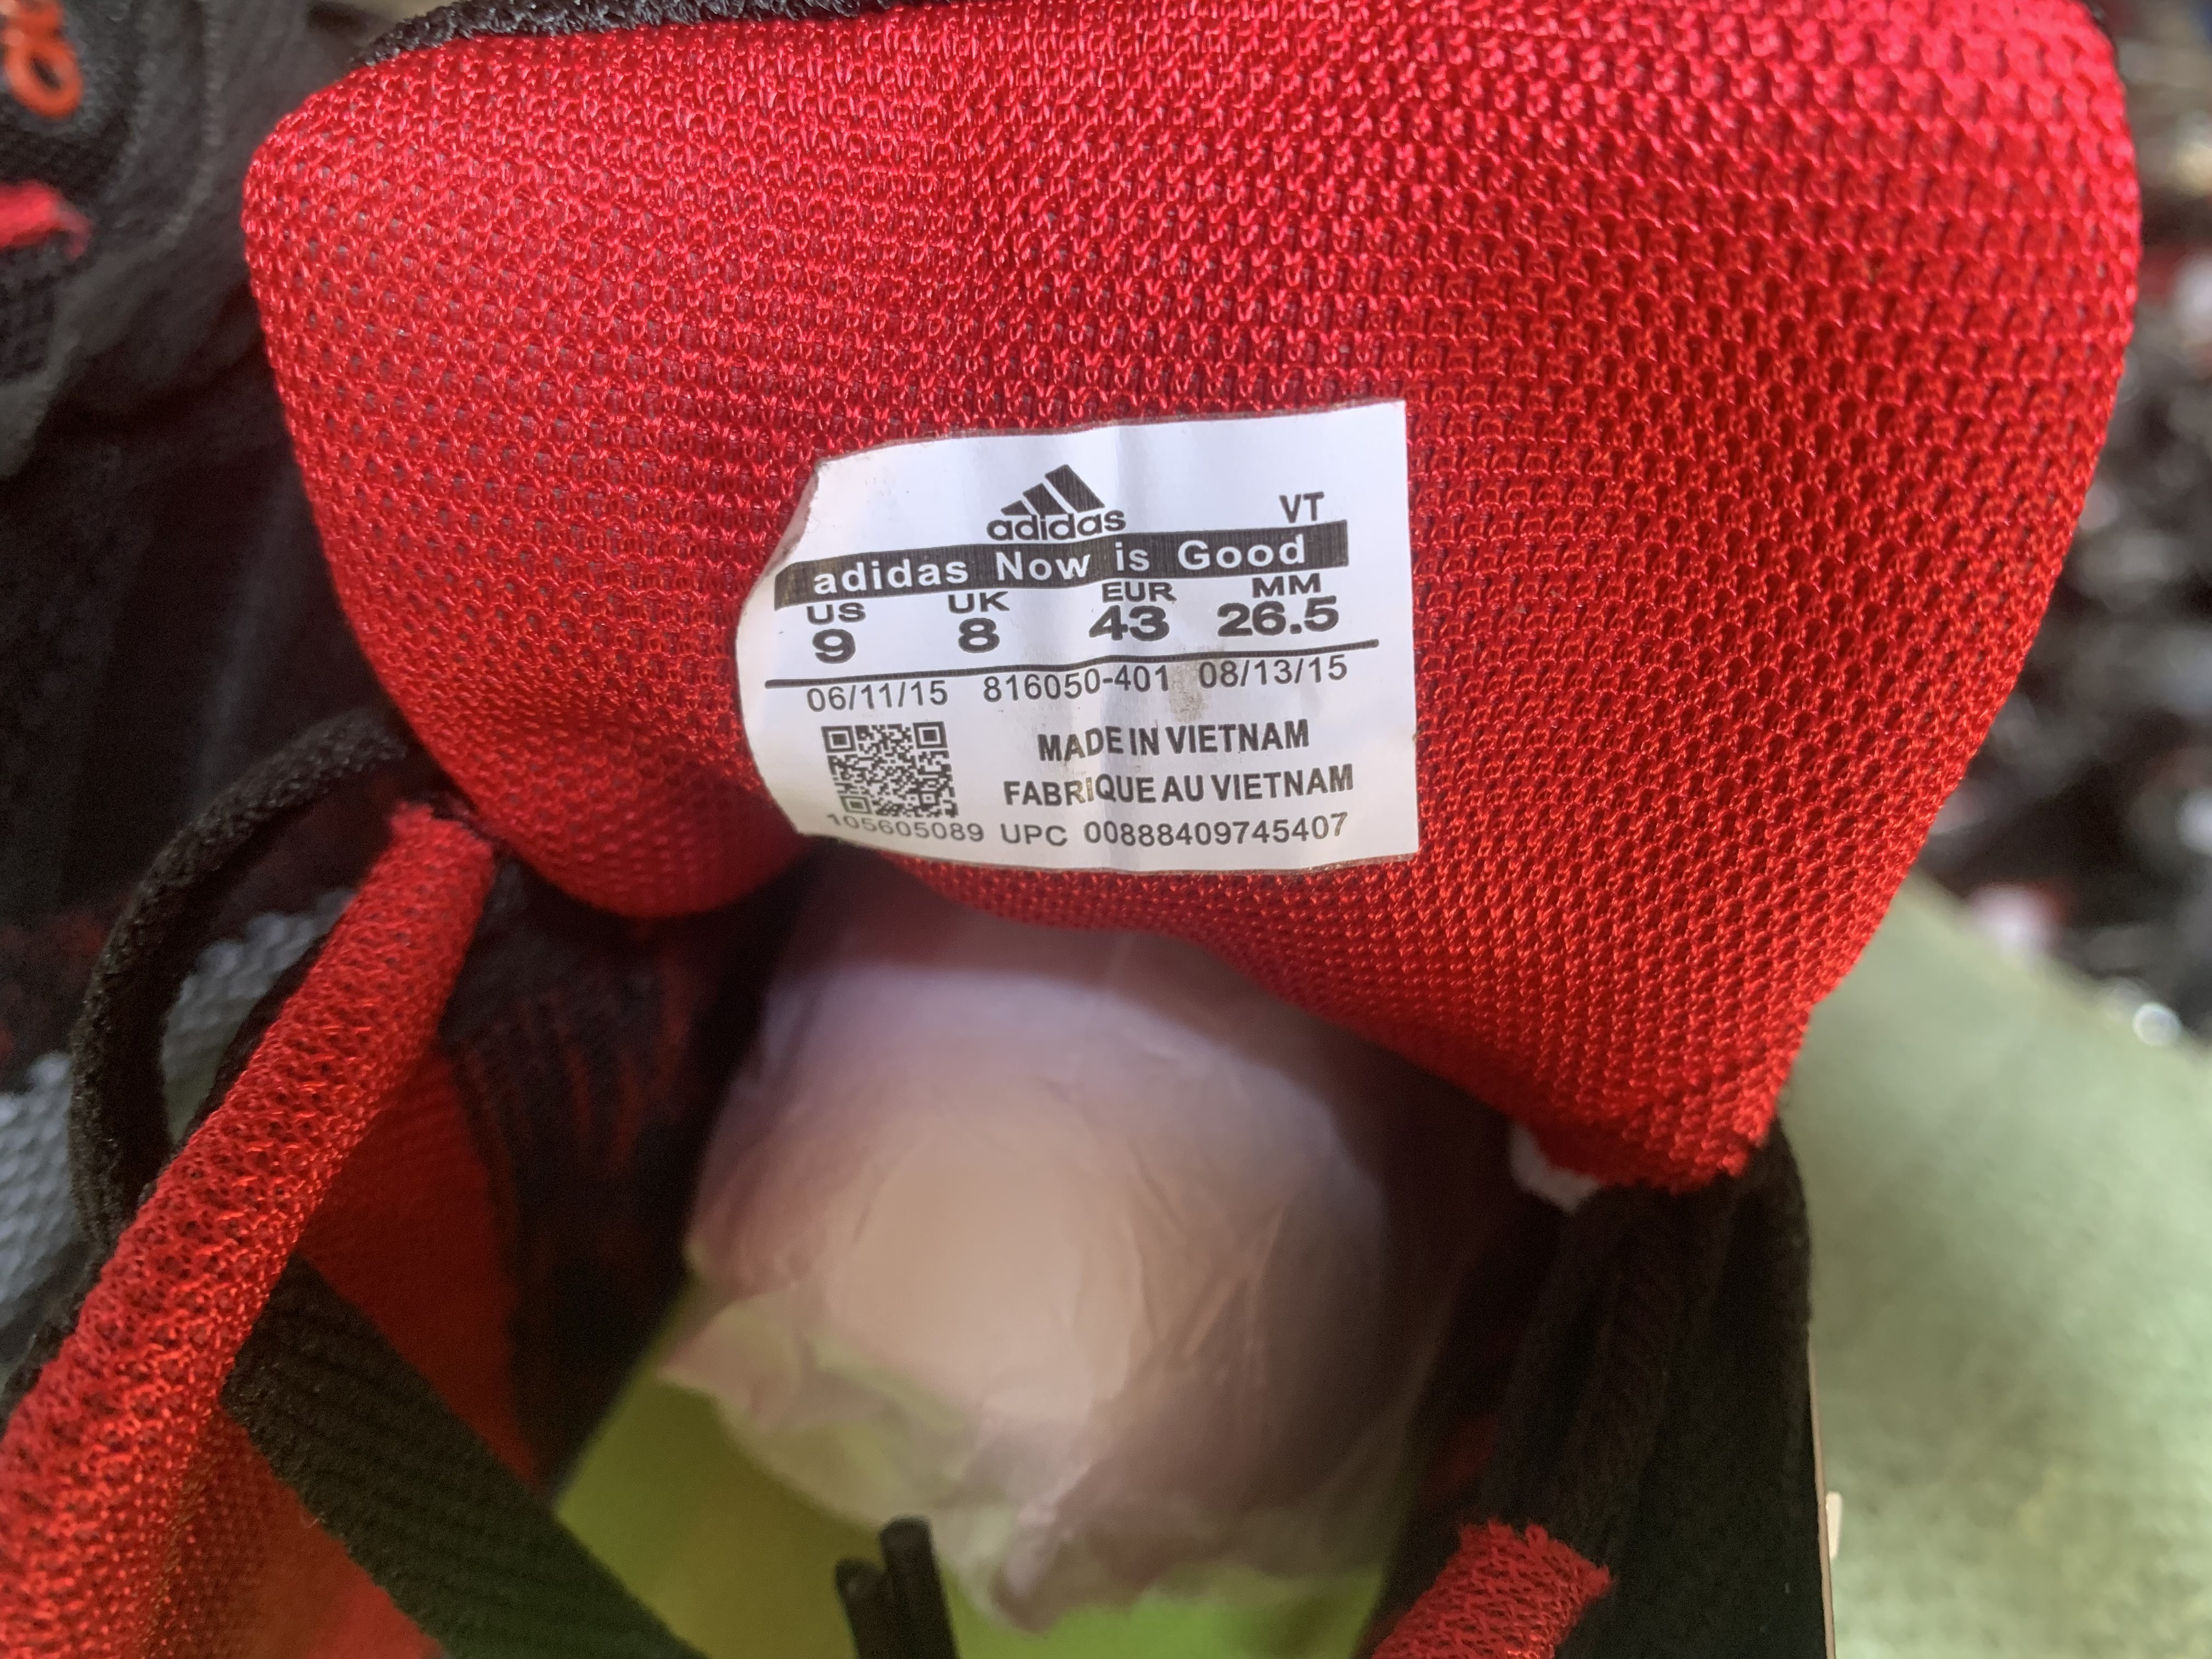 adidas VT
adidas Now is Good
US UK EUR MM
9 8 43 26.5
06/11/15 816050-401 08/13/15
MADE IN VIETNAM
FABRIQUE AU VIETNAM
105605089 UPC 00888409745407